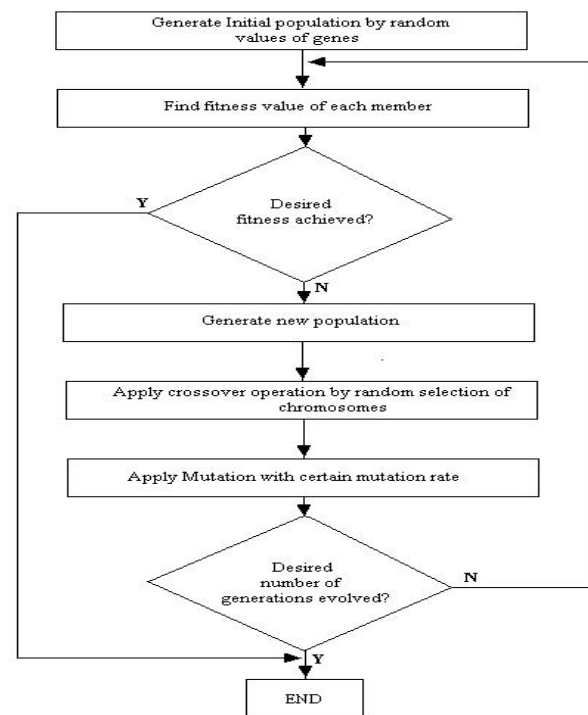 Generate Initial population by random
values of genes
Find fitness value of each member
Desired
fitness achieved?
Y
N
Generate new population
Apply crossover operation by random selection of
chromosomes
Apply Mutation with certain mutation rate
Desired
number of
generations evolved?
N
Y
END